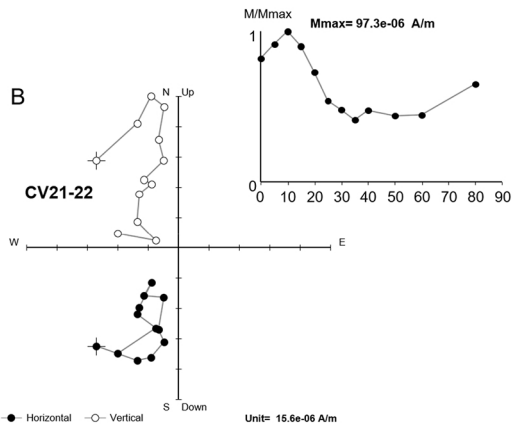 M/Mmax
Mmax= 97.3e-06 A/m
1
0
0 10 20 30 40 50 60 70 80 90
B
N Up
CV21-22
W E
S Down
Horizontal Vertical
Unit= 15.6e-06 A/m